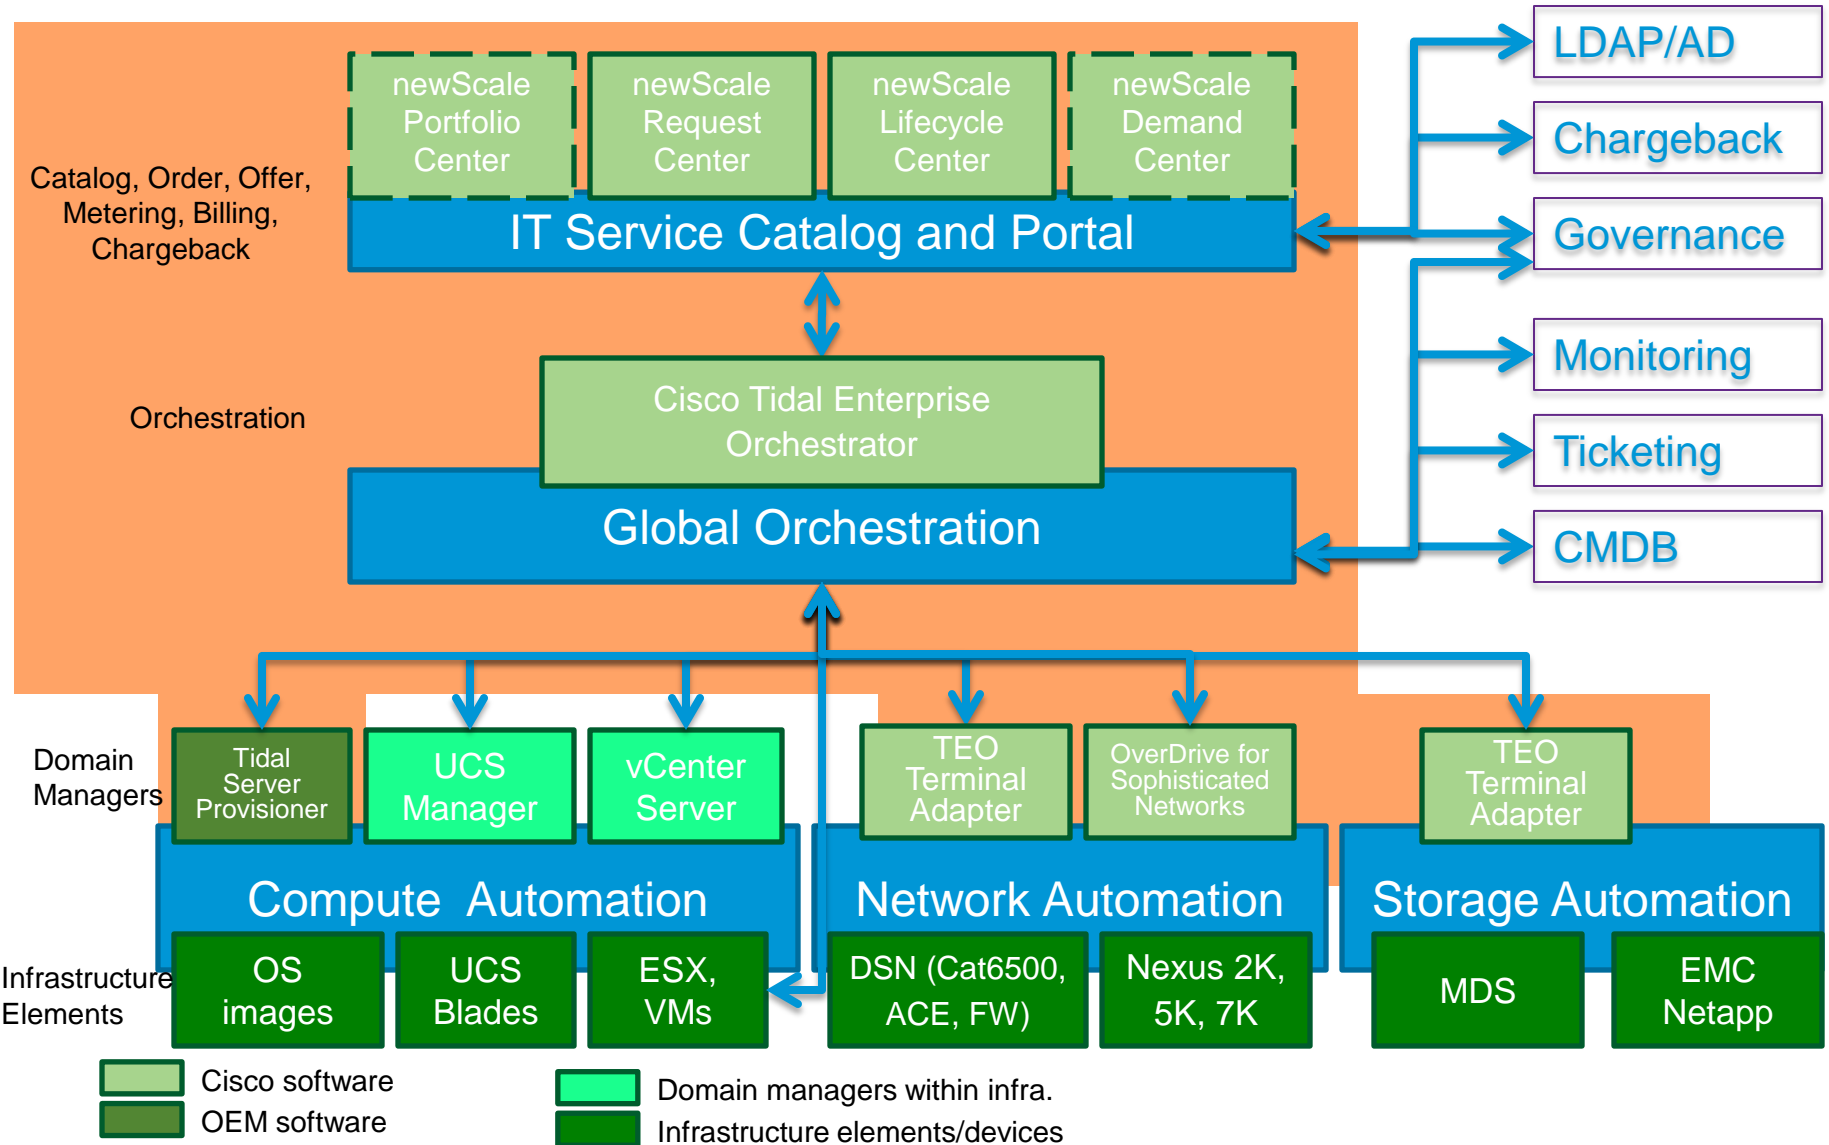 newScale
Portfolio
Center
newScale
Request
Center
newScale
Lifecycle
Center
newScale
Demand
Center
Catalog, Order, Offer,
Metering, Billing,
Chargeback
IT Service Catalog and Portal
LDAP/AD
Chargeback
Governance
Monitoring
Ticketing
CMDB
Orchestration
Cisco Tidal Enterprise
Orchestrator
Global Orchestration
Domain
Managers
Tidal
Server
Provisioner
UCS
Manager
vCenter
Server
TEO
Terminal
Adapter
OverDrive for
Sophisticated
Networks
TEO
Terminal
Adapter
Compute  Automation
Network Automation
Storage Automation
Infrastructure
Elements
OS
images
UCS
Blades
ESX,
VMs
DSN (Cat6500,
ACE, FW)
Nexus 2K,
5K, 7K
MDS
EMC
Netapp
Cisco software
OEM software
Domain managers within infra.
Infrastructure elements/devices